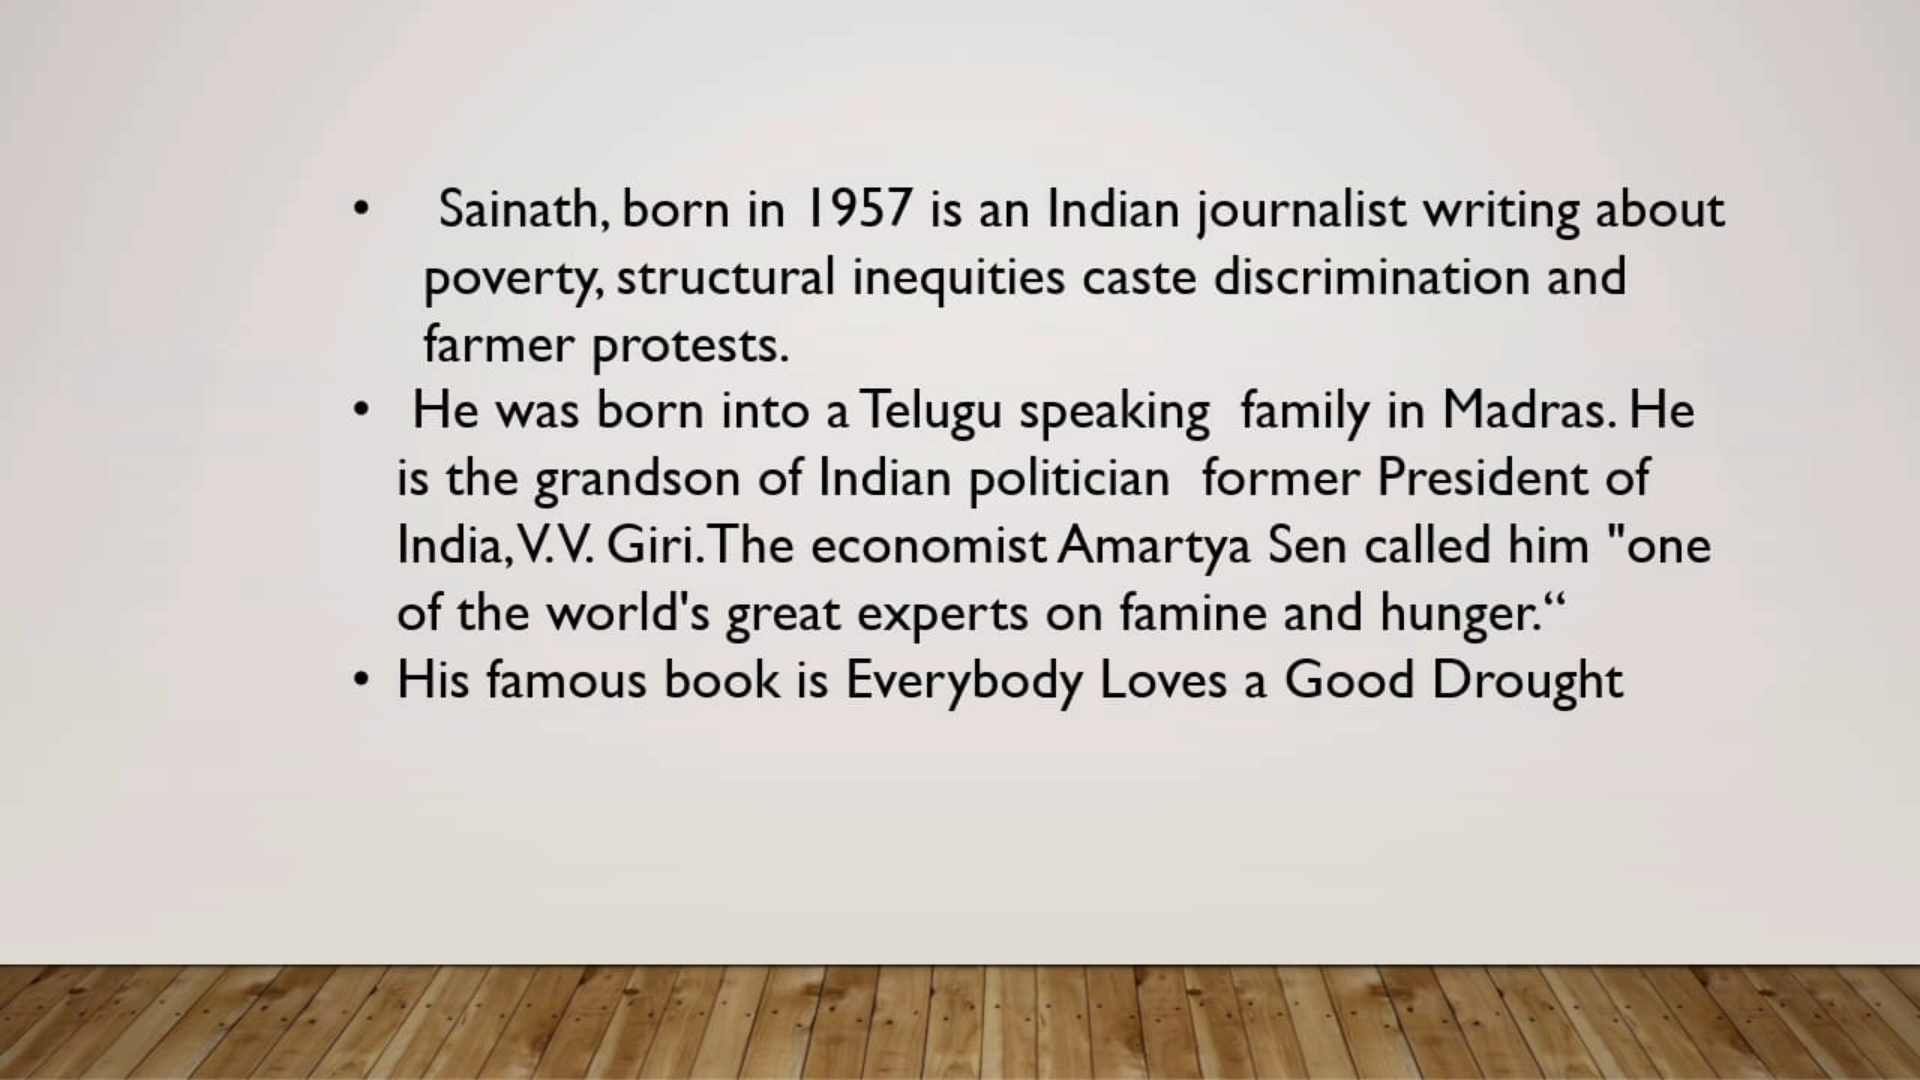 • Sainath, born in 1957 is an Indian journalist writing about
poverty, structural inequities caste discrimination and
farmer protests.
• He was born into a Telugu speaking  family in Madras. He
is the grandson of Indian politician  former President of
India, V.V. Giri. The economist Amartya Sen called him "one
of the world's great experts on famine and hunger.“
• His famous book is Everybody Loves a Good Drought